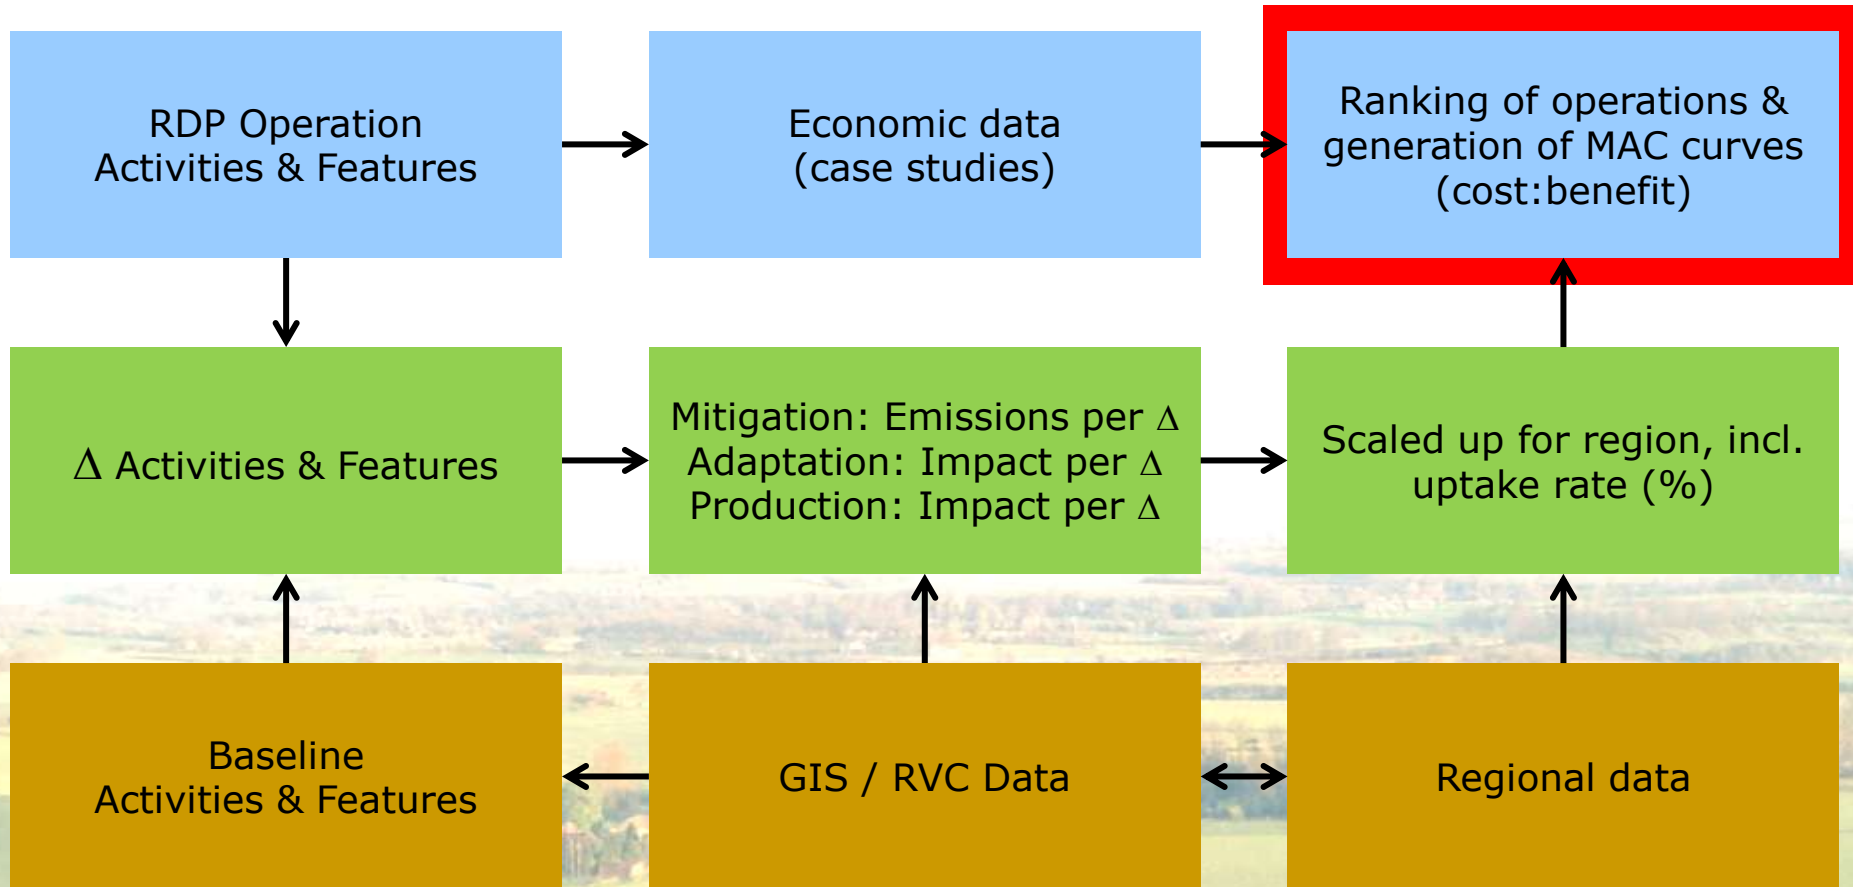 RDP Operation
Activities & Features
Economic data
(case studies)
Ranking of operations &
generation of MAC curves
(cost:benefit)
Δ Activities & Features
Mitigation: Emissions per Δ
Adaptation: Impact per Δ
Production: Impact per Δ
Scaled up for region, incl.
uptake rate (%)
Baseline
Activities & Features
GIS / RVC Data
Regional data